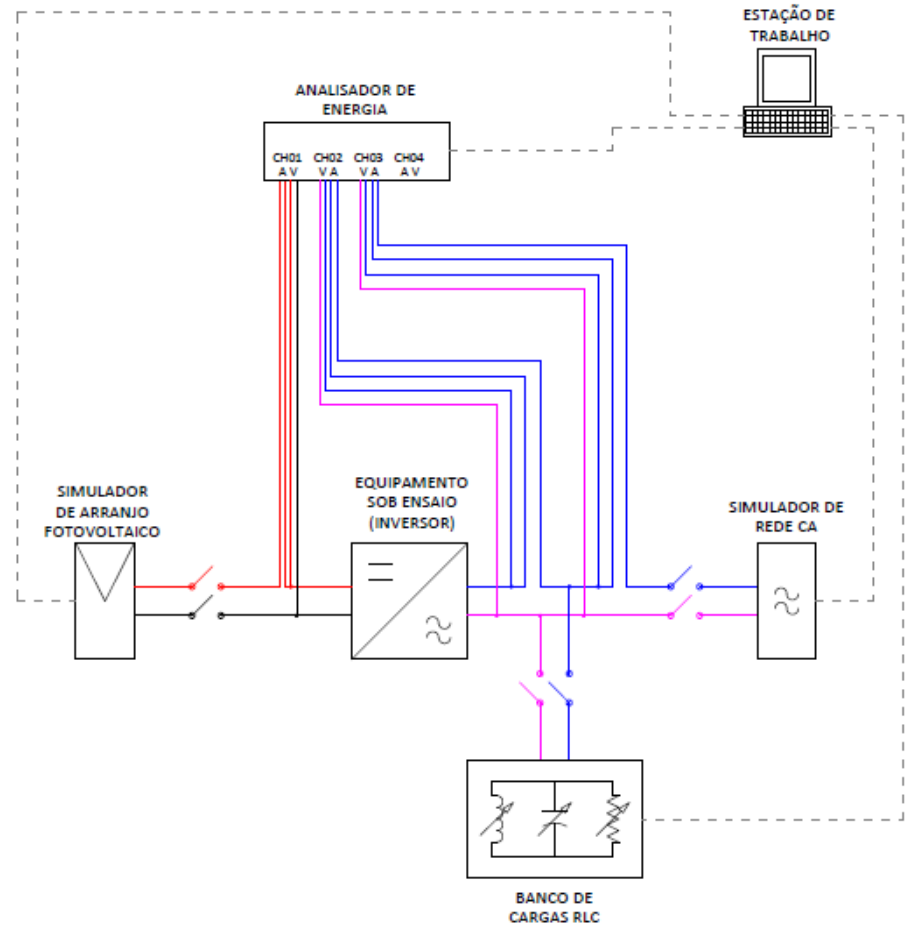 ESTAÇÃO DE
TRABALHO
ANALISADOR DE
ENERGIA
CH01 CH02 CH03 CH04
A V V A V A A V
SIMULADOR
DE ARRANJO
FOTOVOLTAICO
EQUIPAMENTO
SOB ENSAIO
(INVERSOR)
SIMULADOR DE
REDE CA
BANCO DE
CARGAS RLC